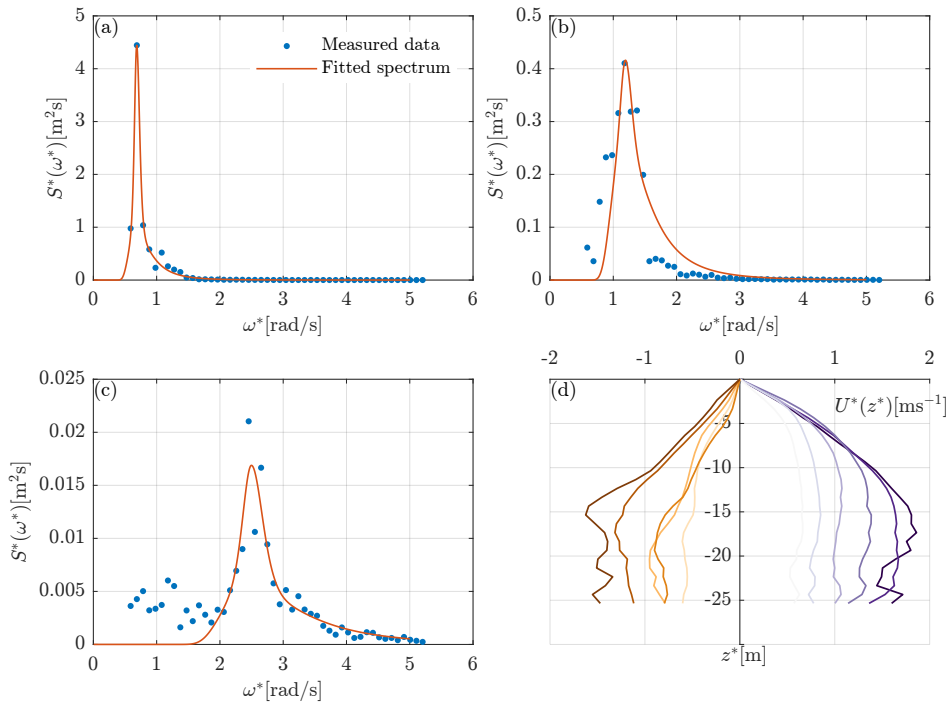 (a)
Measured data
Fitted spectrum
5
4
3
2
1
0
S*(ω*)[m²s]
0 1 2 3 4 5 6
ω*[rad/s]
(b)
0.5
0.4
0.3
0.2
0.1
0
S*(ω*)[m²s]
0 1 2 3 4 5 6
ω*[rad/s]
(c)
0.025
0.02
0.015
0.01
0.005
0
S*(ω*)[m²s]
0 1 2 3 4 5 6
ω*[rad/s]
-2 -1 0 1 2
(d)
U*(z*)[ms⁻¹]
-5
-10
-15
-20
-25
z*[m]